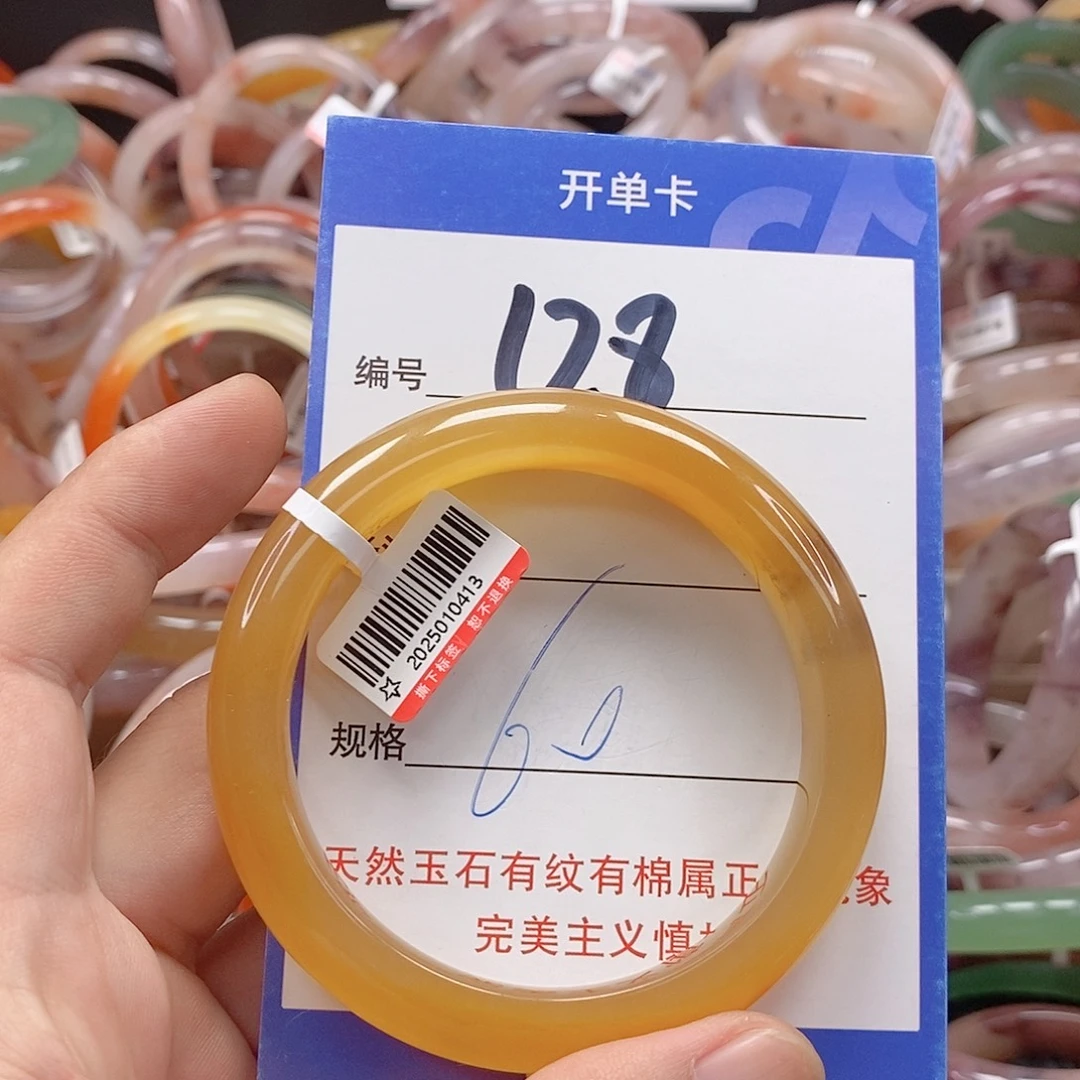 开单卡
编号 128
2025010413
撕下标签 恕不退换
规格 60
天然玉石有纹有棉属正 象
完美主义慎